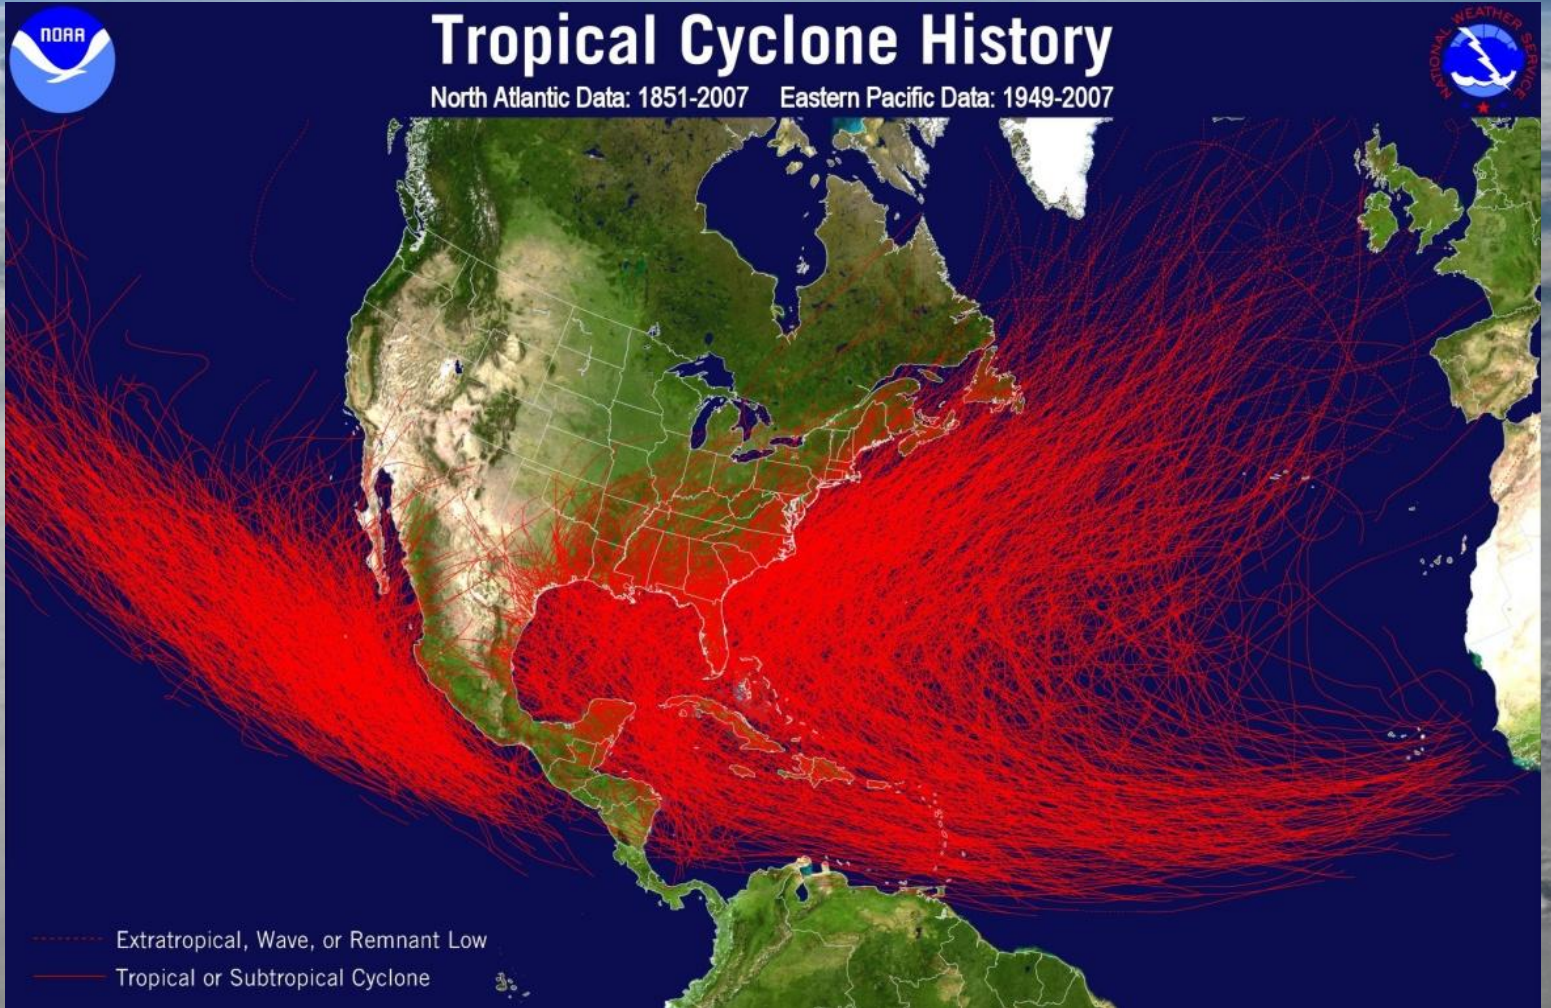 NOAA
Tropical Cyclone History
NATIONAL WEATHER SERVICE
North Atlantic Data: 1851-2007 Eastern Pacific Data: 1949-2007
Extratropical, Wave, or Remnant Low
Tropical or Subtropical Cyclone